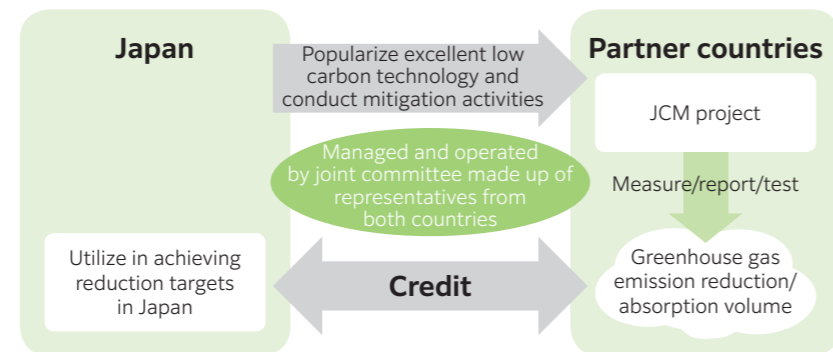 Japan
Popularize excellent low
carbon technology and
conduct mitigation activities
Partner countries
JCM project
Managed and operated
by joint committee made up of
representatives from
both countries
Measure/report/test
Utilize in achieving
reduction targets
in Japan
Credit
Greenhouse gas
emission reduction/
absorption volume